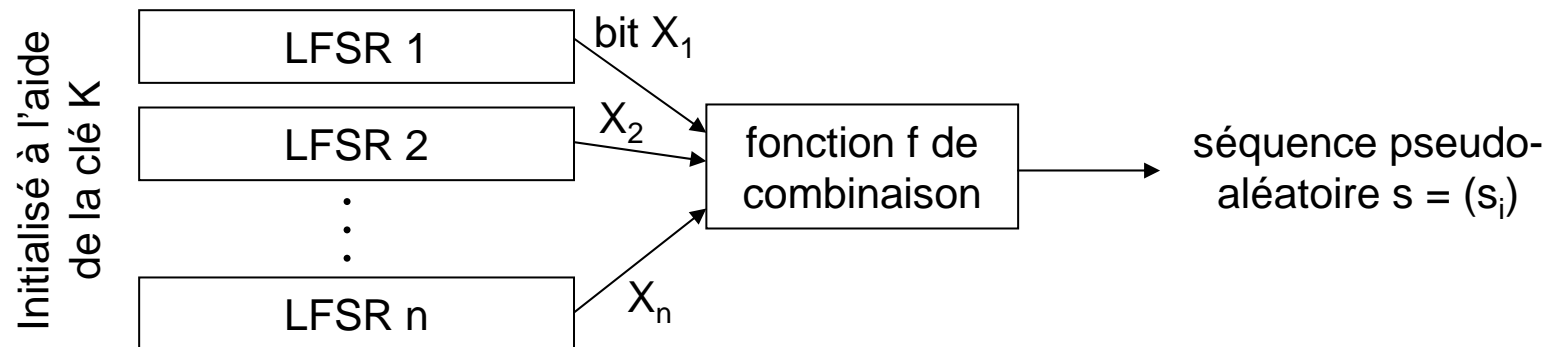 Initialisé à l'aide
de la clé K
LFSR 1
bit X₁
LFSR 2
X₂
LFSR n
Xₙ
fonction f de
combinaison
séquence pseudo-
aléatoire s = (sᵢ)